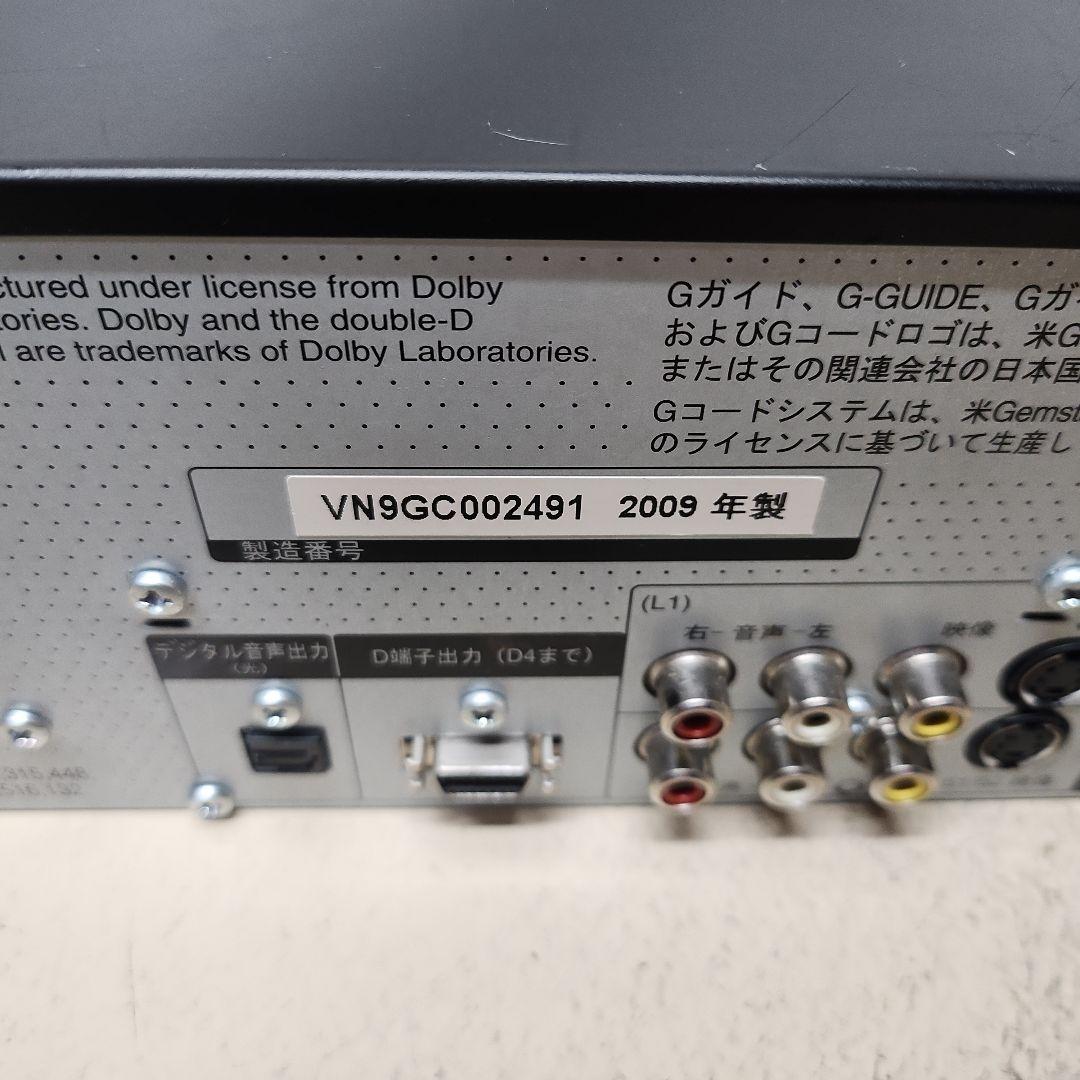 ctured under license from Dolby
tories. Dolby and the double-D
l are trademarks of Dolby Laboratories.
Gガイド、G-GUIDE、Gガ
およびGコードロゴは、米G
またはその関連会社の日本国
Gコードシステムは、米Gemst
のライセンスに基づいて生産し
VN9GC002491 2009 年製
製造番号
(L1)
右-音声-左 映像
デジタル音声出力
(光)
D端子出力(D4まで)
,315,448
516,132